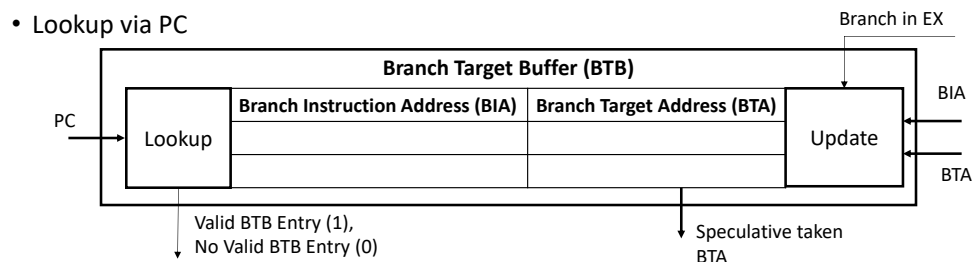 • Lookup via PC
Branch in EX
Branch Target Buffer (BTB)
Branch Instruction Address (BIA)
Branch Target Address (BTA)
PC
Lookup
Update
BIA
BTA
Valid BTB Entry (1),
No Valid BTB Entry (0)
Speculative taken
BTA